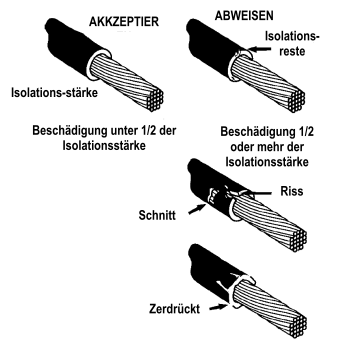 AKKZEPTIER
ABWEISEN
Isolations-
reste
Isolations-stärke
Beschädigung unter 1/2 der
Isolationsstärke
Beschädigung 1/2
oder mehr der
Isolationsstärke
Riss
Schnitt
Zerdrückt